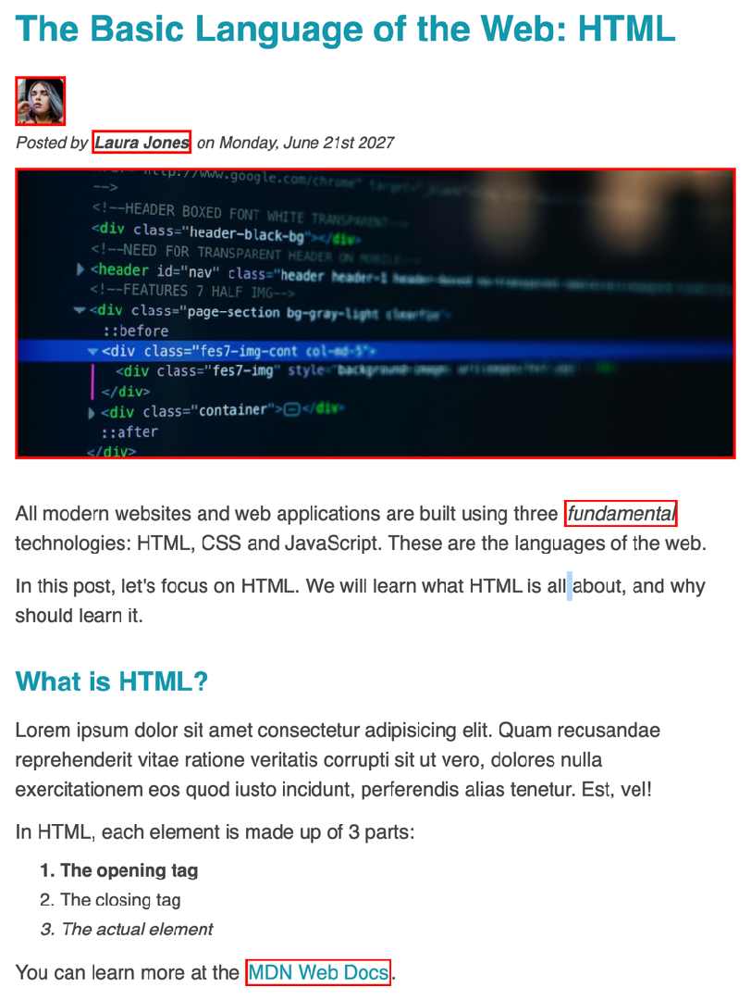 The Basic Language of the Web: HTML
Posted by Laura Jones on Monday, June 21st 2027
http://www.google.com/chrome"
-->
<!--HEADER BOXED FONT WHITE TRANSPARENT-->
<div class="header-black-bg"></div>
<!--NEED FOR TRANSPARENT HEADER ON MOBILE-->
<header id="nav" class="header header-1
<!--FEATURES 7 HALF IMG-->
<div class="page-section bg-gray-light clearfix">
::before
<div class="fes7-img-cont col-md-5">
<div class="fes7-img" style="background-image:
</div>
<div class="container"></div>
::after
</div>
All modern websites and web applications are built using three fundamental
technologies: HTML, CSS and JavaScript. These are the languages of the web.
In this post, let's focus on HTML. We will learn what HTML is all about, and why
should learn it.
What is HTML?
Lorem ipsum dolor sit amet consectetur adipisicing elit. Quam recusandae
reprehenderit vitae ratione veritatis corrupti sit ut vero, dolores nulla
exercitationem eos quod iusto incidunt, perferendis alias tenetur. Est, vel!
In HTML, each element is made up of 3 parts:
1. The opening tag
2. The closing tag
3. The actual element
You can learn more at the MDN Web Docs.